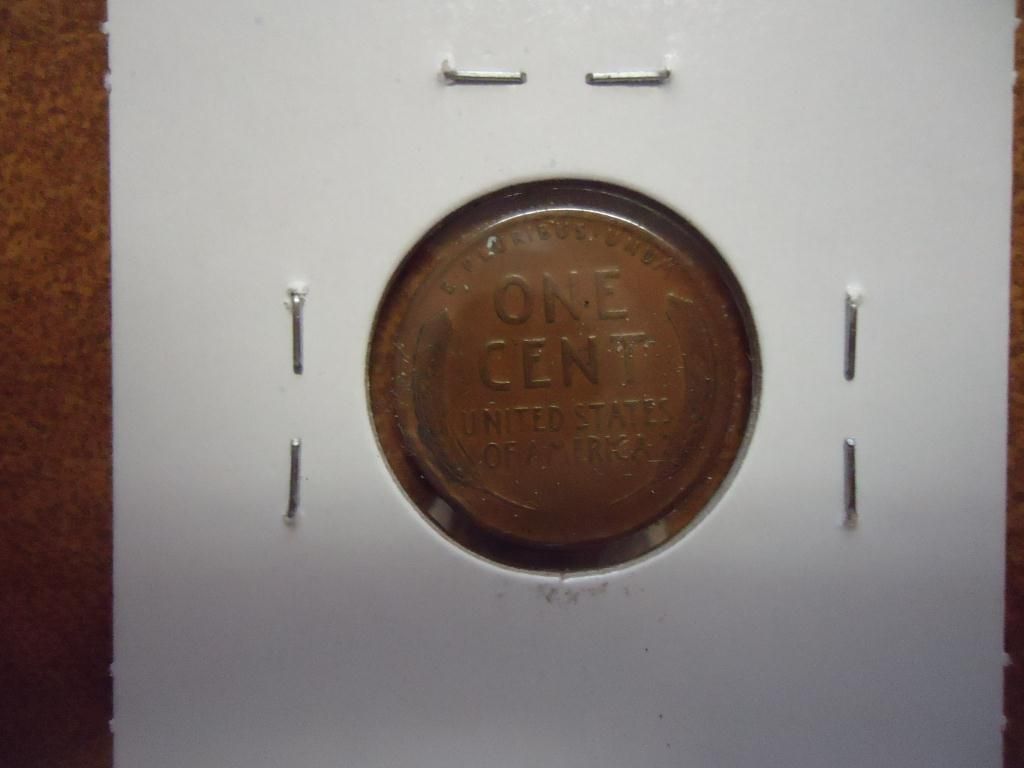 E·PLURIBUS·UNUM
ONE
CENT
UNITED STATES
OF AMERICA